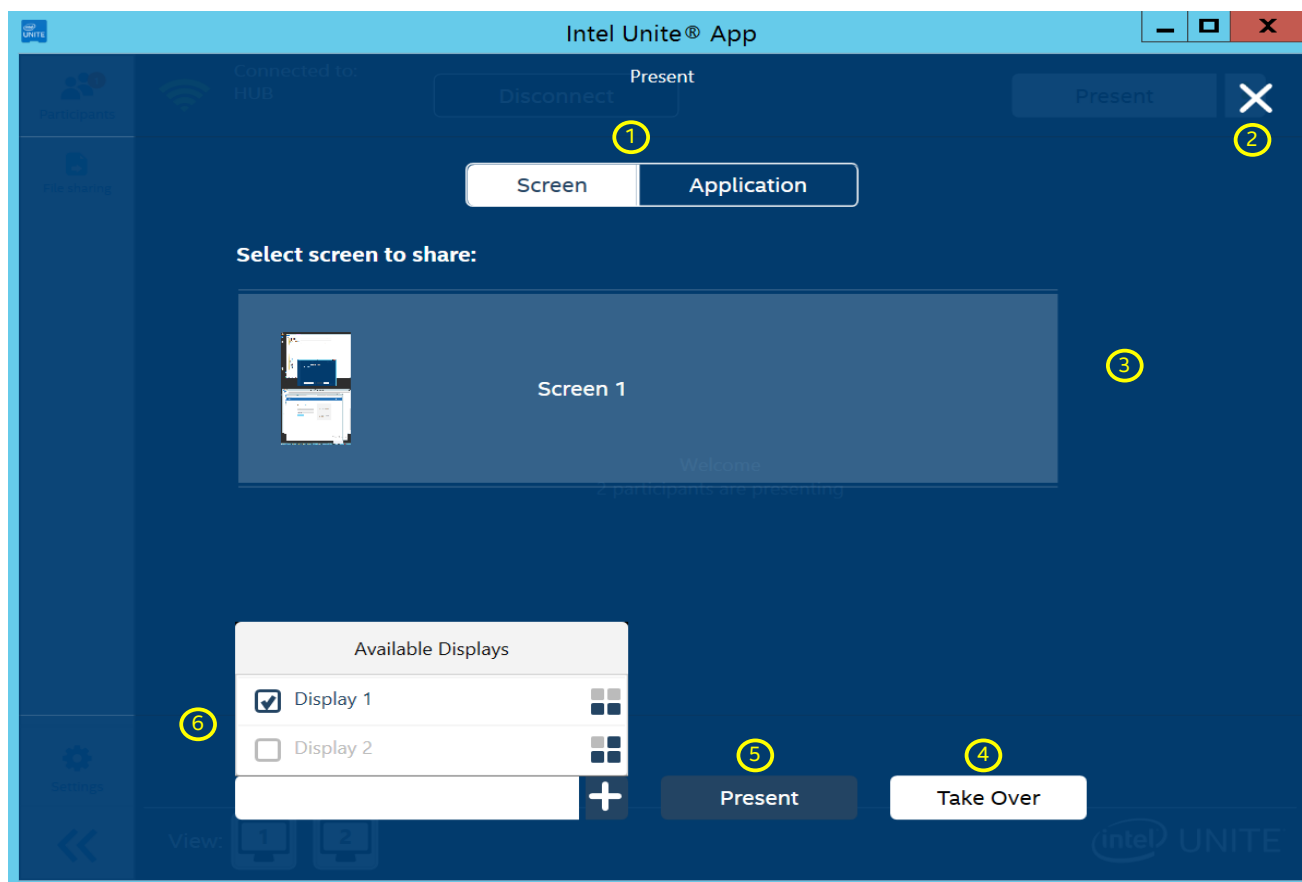 UNITE
Intel Unite® App
Participants
Connected to:
HUB
Disconnect
Present
Present
1
2
File sharing
Screen
Application
Select screen to share:
Screen 1
3
Welcome
2 participants are presenting
Available Displays
Display 1
6
Display 2
5
4
Settings
Present
Take Over
View:
1
2
intel UNITE